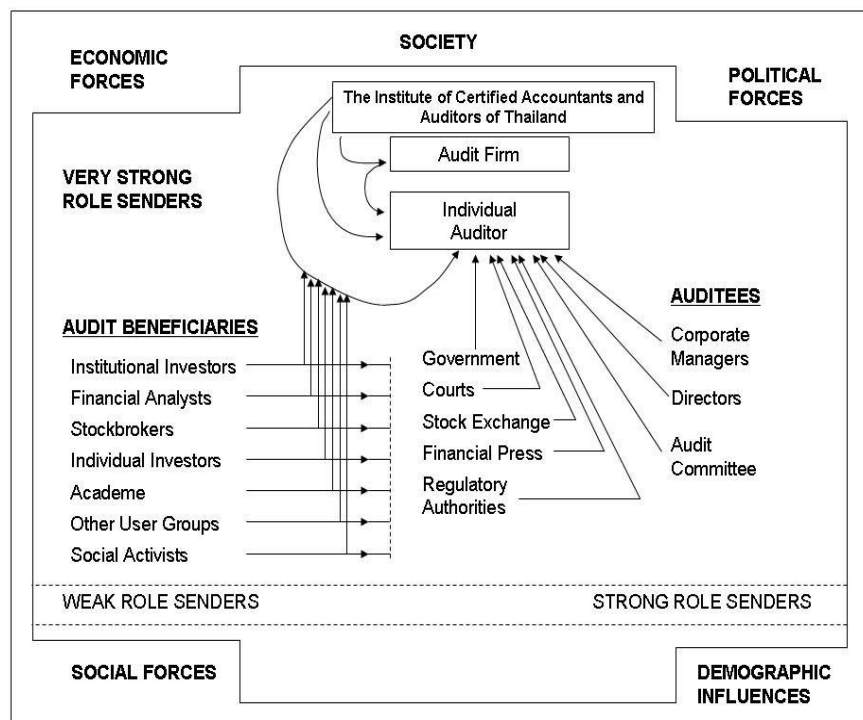 SOCIETY
ECONOMIC
FORCES
POLITICAL
FORCES
The Institute of Certified Accountants and
Auditors of Thailand
Audit Firm
VERY STRONG
ROLE SENDERS
Individual
Auditor
AUDIT BENEFICIARIES
Institutional Investors
Financial Analysts
Stockbrokers
Individual Investors
Academe
Other User Groups
Social Activists
Government
Courts
Stock Exchange
Financial Press
Regulatory
Authorities
AUDITEES
Corporate
Managers
Directors
Audit
Committee
WEAK ROLE SENDERS
STRONG ROLE SENDERS
SOCIAL FORCES
DEMOGRAPHIC
INFLUENCES